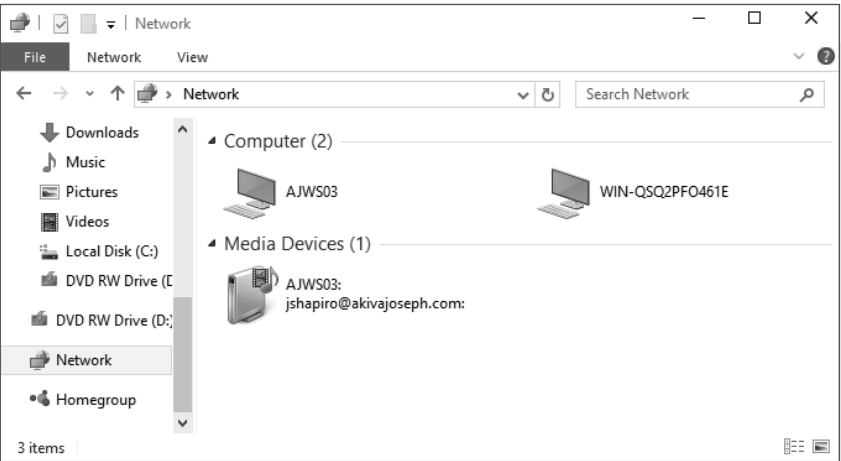 Network
File Network View
Network Search Network
Downloads
Music
Pictures
Videos
Local Disk (C:)
DVD RW Drive (D
DVD RW Drive (D:)
Network
Homegroup
Computer (2)
AJWS03 WIN-QSQ2PFO461E
Media Devices (1)
AJWS03:
jshapiro@akivajoseph.com:
3 items